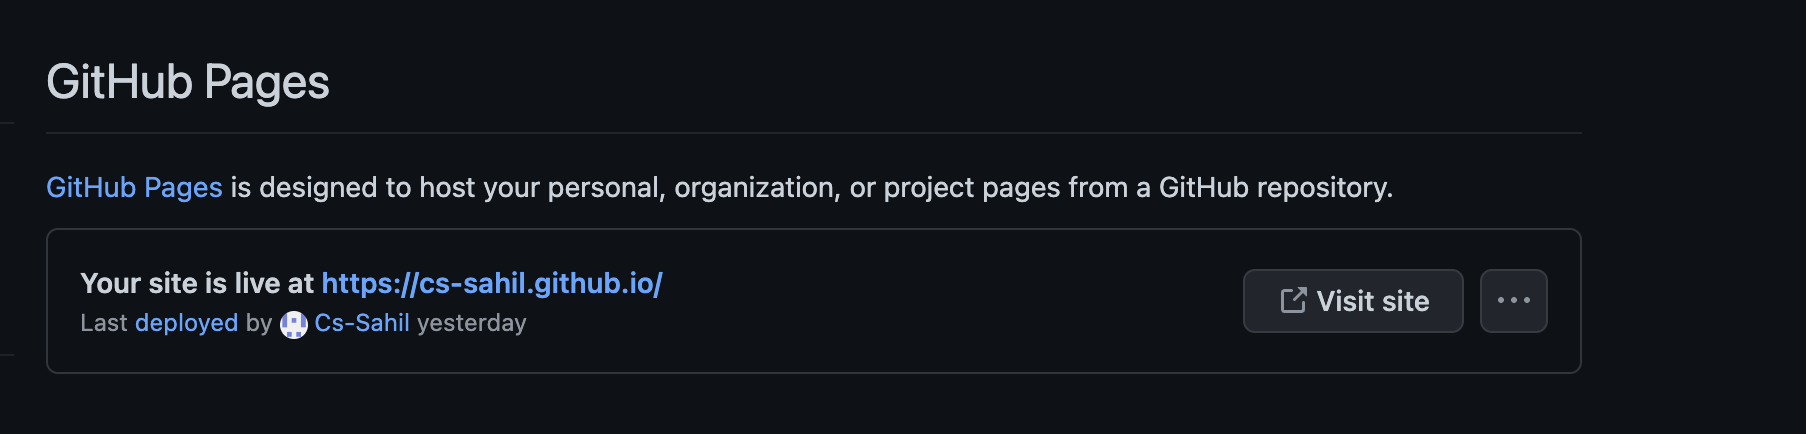 GitHub Pages
GitHub Pages is designed to host your personal, organization, or project pages from a GitHub repository.
Your site is live at https://cs-sahil.github.io/
Last deployed by Cs-Sahil yesterday
Visit site